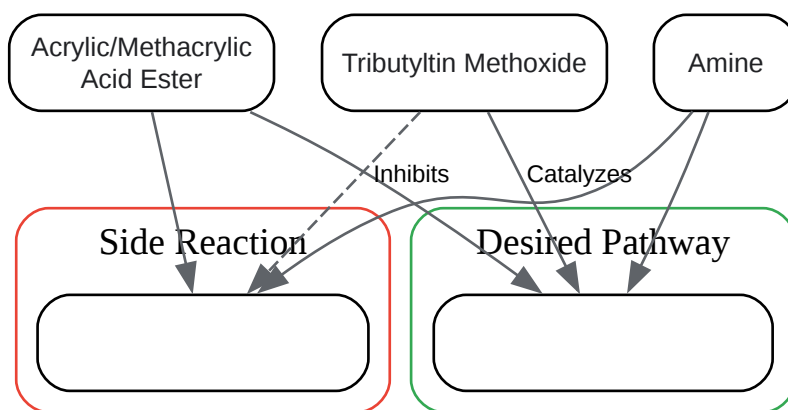 Acrylic/Methacrylic
Acid Ester
Tributyltin Methoxide
Amine
Inhibits
Catalyzes
Side Reaction
Desired Pathway